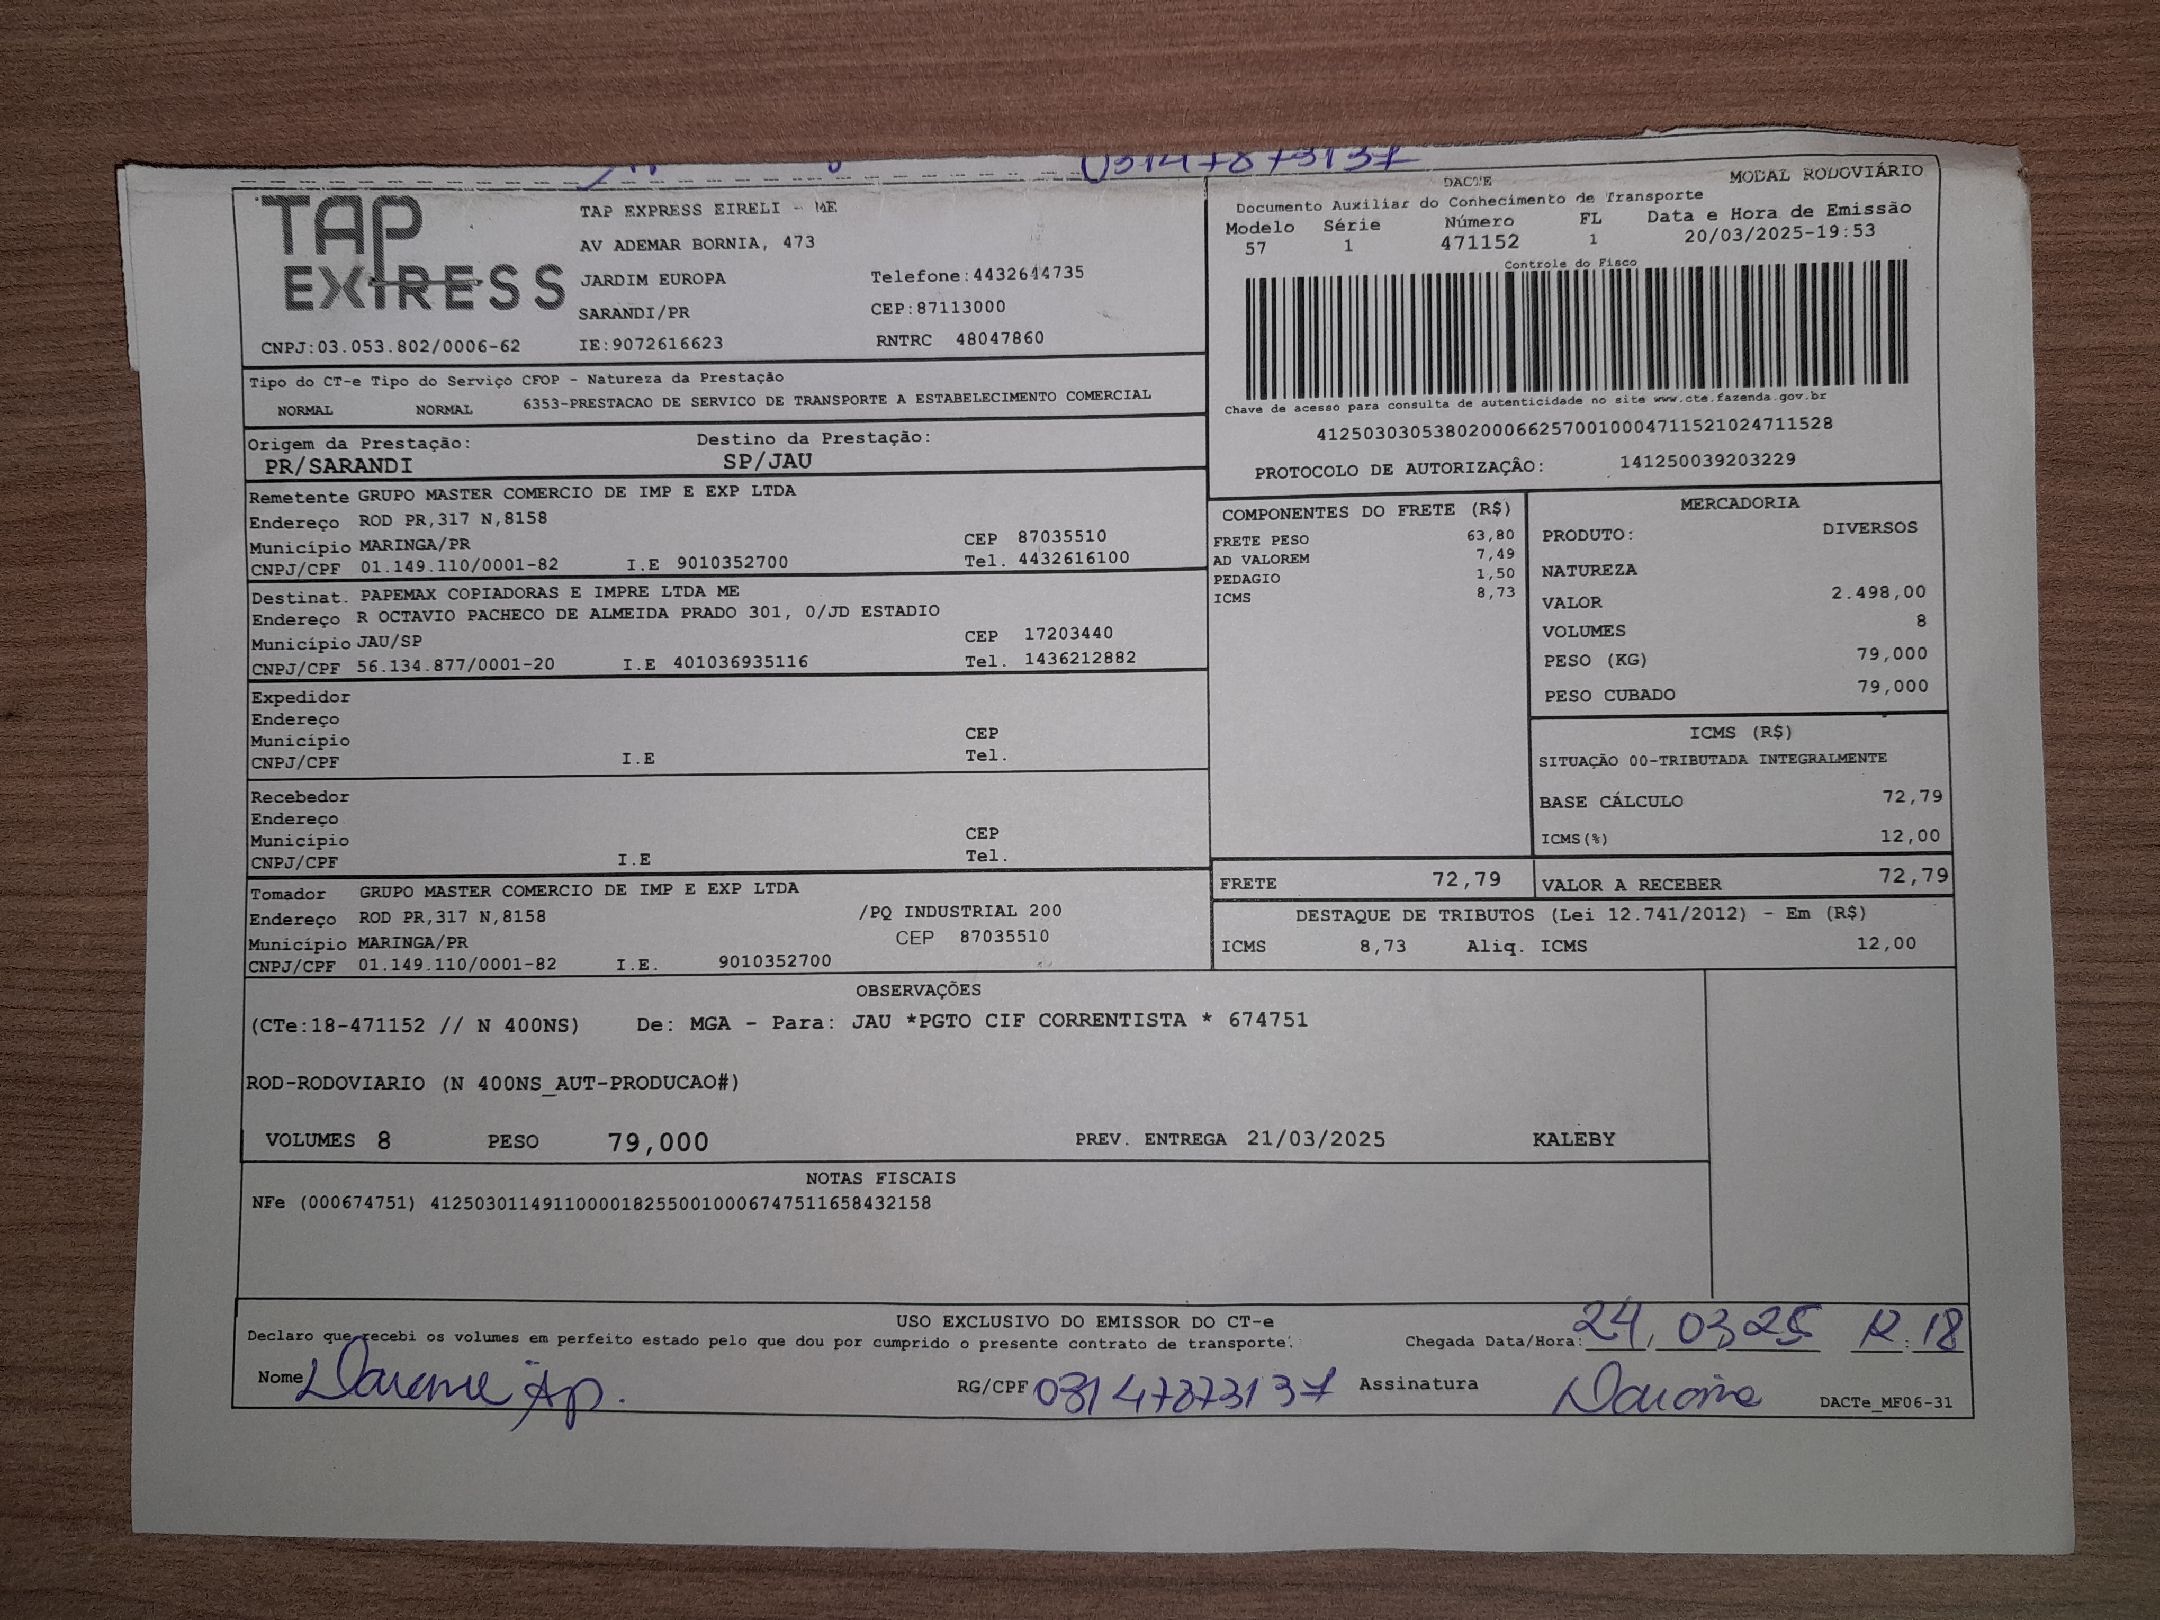 03147873137
TAP EXPRESS
TAP EXPRESS EIRELI - ME
AV ADEMAR BORNIA, 473
JARDIM EUROPA Telefone:4432644735
SARANDI/PR CEP:87113000
CNPJ:03.053.802/0006-62 IE:9072616623 RNTRC 48047860
DACTE MODAL RODOVIÁRIO
Documento Auxiliar do Conhecimento de Transporte
Modelo Série Número FL Data e Hora de Emissão
57 1 471152 1 20/03/2025-19:53
Controle do Fisco
Chave de acesso para consulta de autenticidade no site www.cte.fazenda.gov.br
41250303053802000662570010004711521024711528
PROTOCOLO DE AUTORIZAÇÃO: 141250039203229
Tipo do CT-e Tipo do Serviço CFOP - Natureza da Prestação
NORMAL NORMAL 6353-PRESTACAO DE SERVICO DE TRANSPORTE A ESTABELECIMENTO COMERCIAL
Origem da Prestação: Destino da Prestação:
PR/SARANDI SP/JAU
Remetente GRUPO MASTER COMERCIO DE IMP E EXP LTDA
Endereço ROD PR,317 N,8158
Município MARINGA/PR CEP 87035510
CNPJ/CPF 01.149.110/0001-82 I.E 9010352700 Tel. 4432616100
Destinat. PAPEMAX COPIADORAS E IMPRE LTDA ME
Endereço R OCTAVIO PACHECO DE ALMEIDA PRADO 301, 0/JD ESTADIO
Município JAU/SP CEP 17203440
CNPJ/CPF 56.134.877/0001-20 I.E 401036935116 Tel. 1436212882
Expedidor
Endereço
Município CEP
CNPJ/CPF I.E Tel.
Recebedor
Endereço
Município CEP
CNPJ/CPF I.E Tel.
Tomador GRUPO MASTER COMERCIO DE IMP E EXP LTDA
Endereço ROD PR,317 N,8158 /PQ INDUSTRIAL 200
Município MARINGA/PR CEP 87035510
CNPJ/CPF 01.149.110/0001-82 I.E. 9010352700
COMPONENTES DO FRETE (R$)
FRETE PESO 63,80
AD VALOREM 7,49
PEDAGIO 1,50
ICMS 8,73
MERCADORIA
PRODUTO: DIVERSOS
NATUREZA
VALOR 2.498,00
VOLUMES 8
PESO (KG) 79,000
PESO CUBADO 79,000
ICMS (R$)
SITUAÇÃO 00-TRIBUTADA INTEGRALMENTE
BASE CÁLCULO 72,79
ICMS(%) 12,00
FRETE 72,79 VALOR A RECEBER 72,79
DESTAQUE DE TRIBUTOS (Lei 12.741/2012) - Em (R$)
ICMS 8,73 Aliq. ICMS 12,00
OBSERVAÇÕES
(CTe:18-471152 // N 400NS) De: MGA - Para: JAU *PGTO CIF CORRENTISTA * 674751
ROD-RODOVIARIO (N 400NS_AUT-PRODUCAO#)
VOLUMES 8 PESO 79,000 PREV. ENTREGA 21/03/2025 KALEBY
NOTAS FISCAIS
NFe (000674751) 41250301149110000182550010006747511658432158
USO EXCLUSIVO DO EMISSOR DO CT-e
Declaro que recebi os volumes em perfeito estado pelo que dou por cumprido o presente contrato de transporte. Chegada Data/Hora: 24/03/25 12:18
Nome Ap. RG/CPF 03147873137 Assinatura DACTe_MF06-31